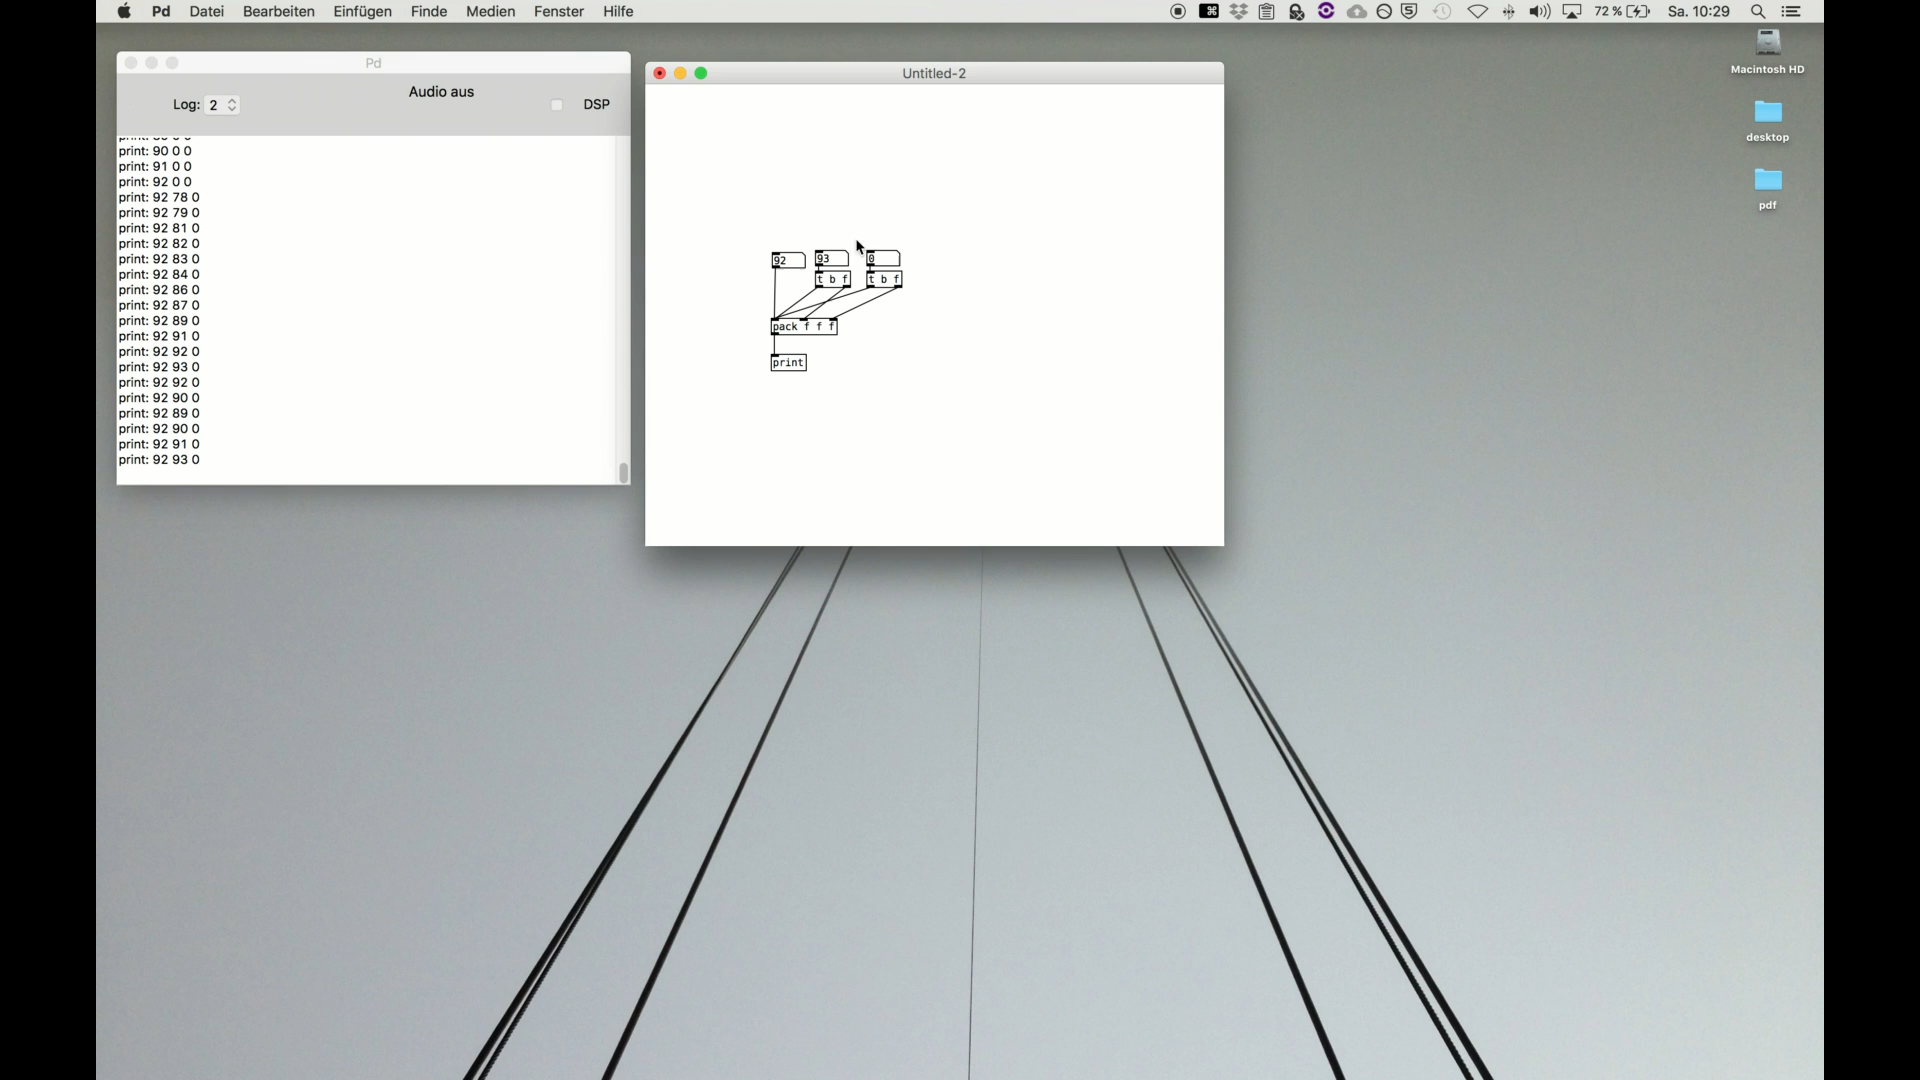 Pd Datei Bearbeiten Einfügen Finde Medien Fenster Hilfe 72 % Sa. 10:29
Pd
Audio aus
Log: 2 DSP
print: 90 0 0
print: 91 0 0
print: 92 0 0
print: 92 78 0
print: 92 79 0
print: 92 81 0
print: 92 82 0
print: 92 83 0
print: 92 84 0
print: 92 86 0
print: 92 87 0
print: 92 89 0
print: 92 91 0
print: 92 92 0
print: 92 93 0
print: 92 92 0
print: 92 90 0
print: 92 89 0
print: 92 90 0
print: 92 91 0
print: 92 93 0
Untitled-2
92 93 0
t b f t b f
pack f f f
print
Macintosh HD
desktop
pdf